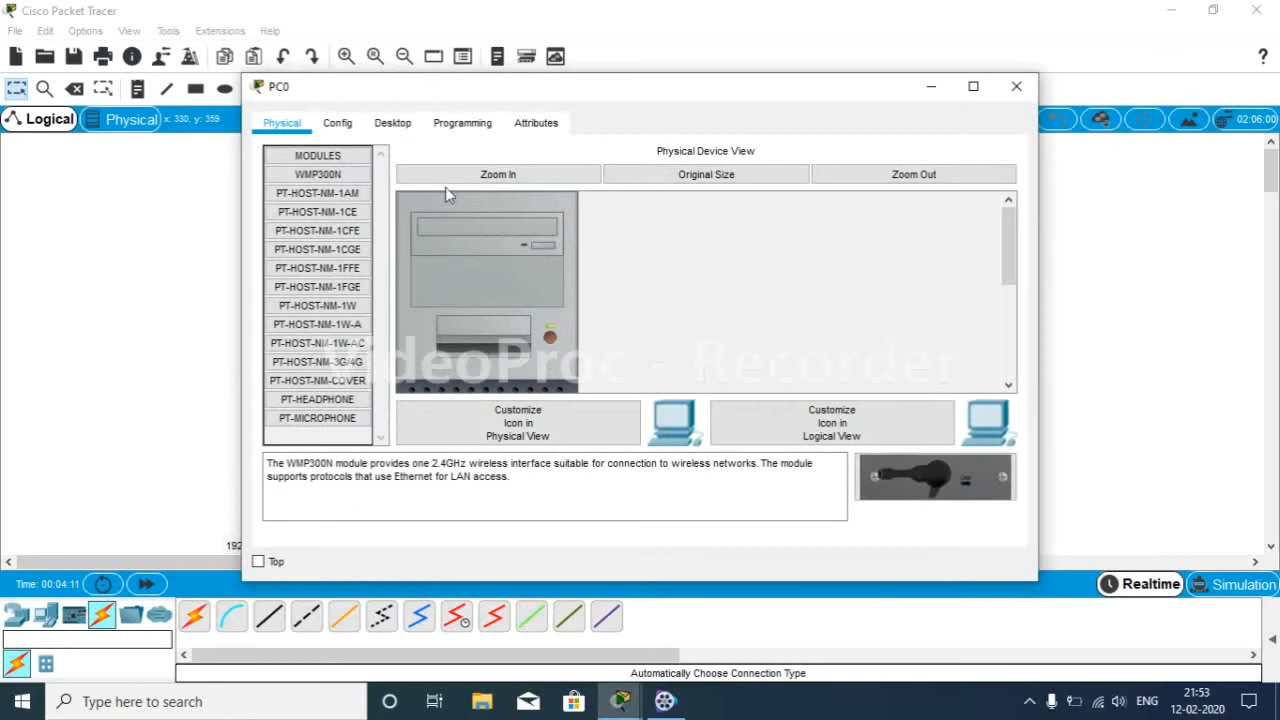 Cisco Packet Tracer
File Edit Options View Tools Extensions Help
PC0
Logical
Physical
x: 330, y: 359
02:06:00
Physical Config Desktop Programming Attributes
MODULES
WMP300N
PT-HOST-NM-1AM
PT-HOST-NM-1CE
PT-HOST-NM-1CFE
PT-HOST-NM-1CGE
PT-HOST-NM-1FFE
PT-HOST-NM-1FGE
PT-HOST-NM-1W
PT-HOST-NM-1W-A
PT-HOST-NM-1W-AC
PT-HOST-NM-3G/4G
PT-HOST-NM-COVER
PT-HEADPHONE
PT-MICROPHONE
Physical Device View
Zoom In
Original Size
Zoom Out
VideoProc - Recorder
Customize
Icon in
Physical View
Customize
Icon in
Logical View
The WMP300N module provides one 2.4GHz wireless interface suitable for connection to wireless networks. The module
supports protocols that use Ethernet for LAN access.
192
Top
Time: 00:04:11
Realtime
Simulation
Automatically Choose Connection Type
Type here to search
ENG
21:53
12-02-2020